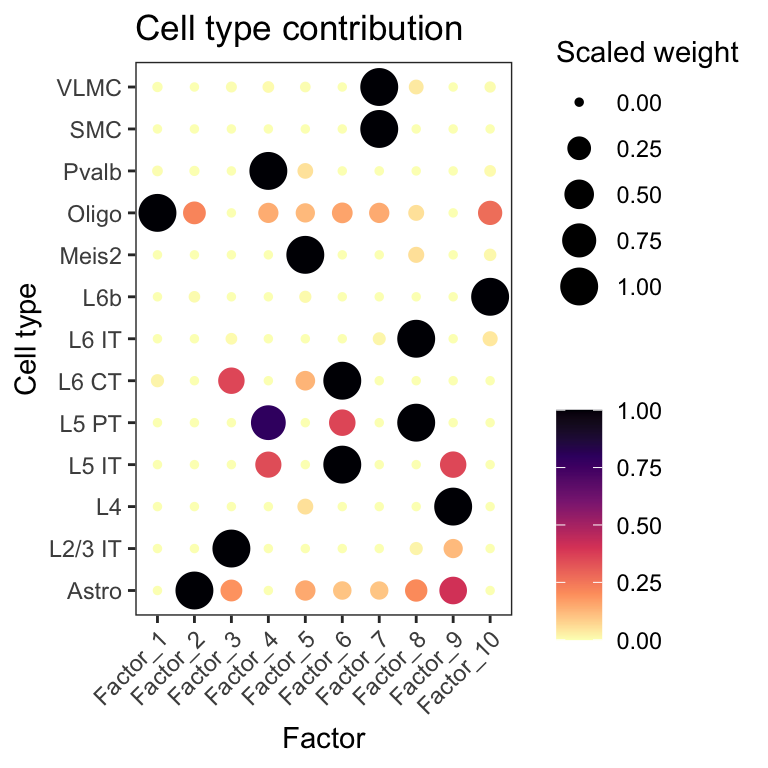 Cell type contribution
Cell type
VLMC
SMC
Pvalb
Oligo
Meis2
L6b
L6 IT
L6 CT
L5 PT
L5 IT
L4
L2/3 IT
Astro
Factor_1
Factor_2
Factor_3
Factor_4
Factor_5
Factor_6
Factor_7
Factor_8
Factor_9
Factor_10
Factor
Scaled weight
0.00
0.25
0.50
0.75
1.00
1.00
0.75
0.50
0.25
0.00